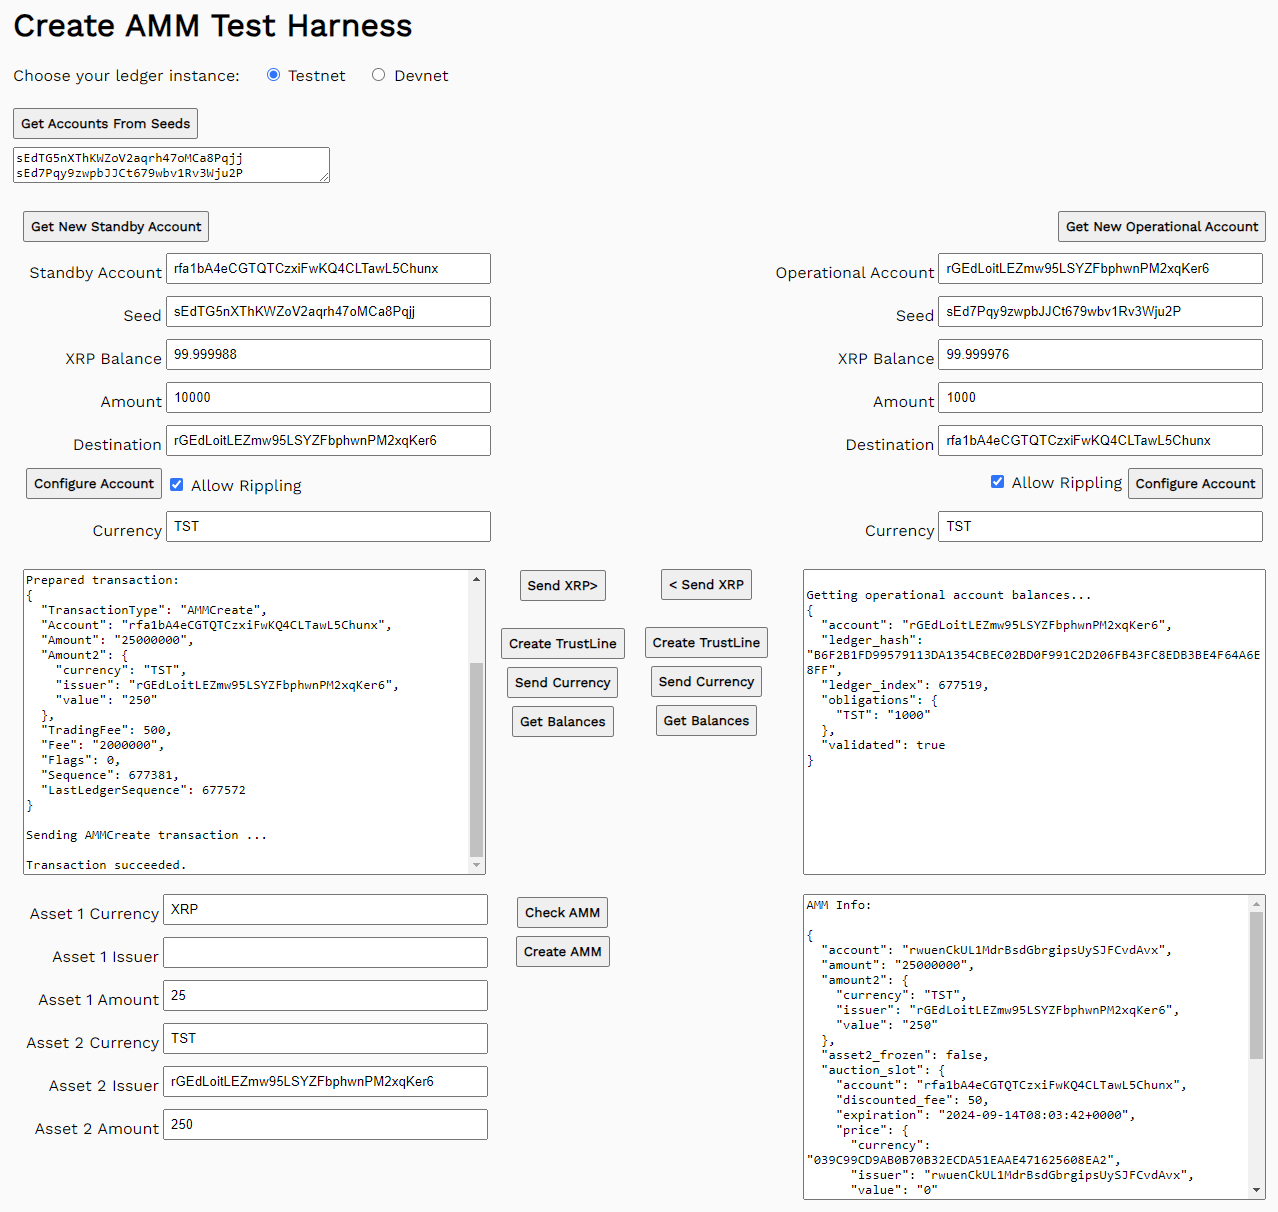 Create AMM Test Harness
Choose your ledger instance: Testnet Devnet
Get Accounts From Seeds
sEdTG5nXThKWZoV2aqrh47oMCa8Pqjj
sEd7Pqy9zwpbJJCt679wbv1Rv3Wju2P
Get New Standby Account
Standby Account rfa1bA4eCGTQTCzxiFwKQ4CLTawL5Chunx
Seed sEdTG5nXThKWZoV2aqrh47oMCa8Pqjj
XRP Balance 99.999988
Amount 10000
Destination rGEdLoitLEZmw95LSYZFbphwnPM2xqKer6
Configure Account Allow Rippling
Currency TST
Get New Operational Account
Operational Account rGEdLoitLEZmw95LSYZFbphwnPM2xqKer6
Seed sEd7Pqy9zwpbJJCt679wbv1Rv3Wju2P
XRP Balance 99.999976
Amount 1000
Destination rfa1bA4eCGTQTCzxiFwKQ4CLTawL5Chunx
Allow Rippling Configure Account
Currency TST
Prepared transaction:
{
"TransactionType": "AMMCreate",
"Account": "rfa1bA4eCGTQTCzxiFwKQ4CLTawL5Chunx",
"Amount": "25000000",
"Amount2": {
"currency": "TST",
"issuer": "rGEdLoitLEZmw95LSYZFbphwnPM2xqKer6",
"value": "250"
},
"TradingFee": 500,
"Fee": "2000000",
"Flags": 0,
"Sequence": 677381,
"LastLedgerSequence": 677572
}
Sending AMMCreate transaction ...
Transaction succeeded.
Send XRP>
Create TrustLine
Send Currency
Get Balances
< Send XRP
Create TrustLine
Send Currency
Get Balances
Getting operational account balances...
{
"account": "rGEdLoitLEZmw95LSYZFbphwnPM2xqKer6",
"ledger_hash":
"B6F2B1FD99579113DA1354CBEC02BD0F991C2D206FB43FC8EDB3BE4F64A6E
8FF",
"ledger_index": 677519,
"obligations": {
"TST": "1000"
},
"validated": true
}
Asset 1 Currency XRP
Asset 1 Issuer
Asset 1 Amount 25
Asset 2 Currency TST
Asset 2 Issuer rGEdLoitLEZmw95LSYZFbphwnPM2xqKer6
Asset 2 Amount 250
Check AMM
Create AMM
AMM Info:
{
"account": "rwuenCkUL1MdrBsdGbrgipsUySJFCvdAvx",
"amount": "25000000",
"amount2": {
"currency": "TST",
"issuer": "rGEdLoitLEZmw95LSYZFbphwnPM2xqKer6",
"value": "250"
},
"asset2_frozen": false,
"auction_slot": {
"account": "rfa1bA4eCGTQTCzxiFwKQ4CLTawL5Chunx",
"discounted_fee": 50,
"expiration": "2024-09-14T08:03:42+0000",
"price": {
"currency":
"039C99CD9AB0B70B32ECDA51EAAE471625608EA2",
"issuer": "rwuenCkUL1MdrBsdGbrgipsUySJFCvdAvx",
"value": "0"